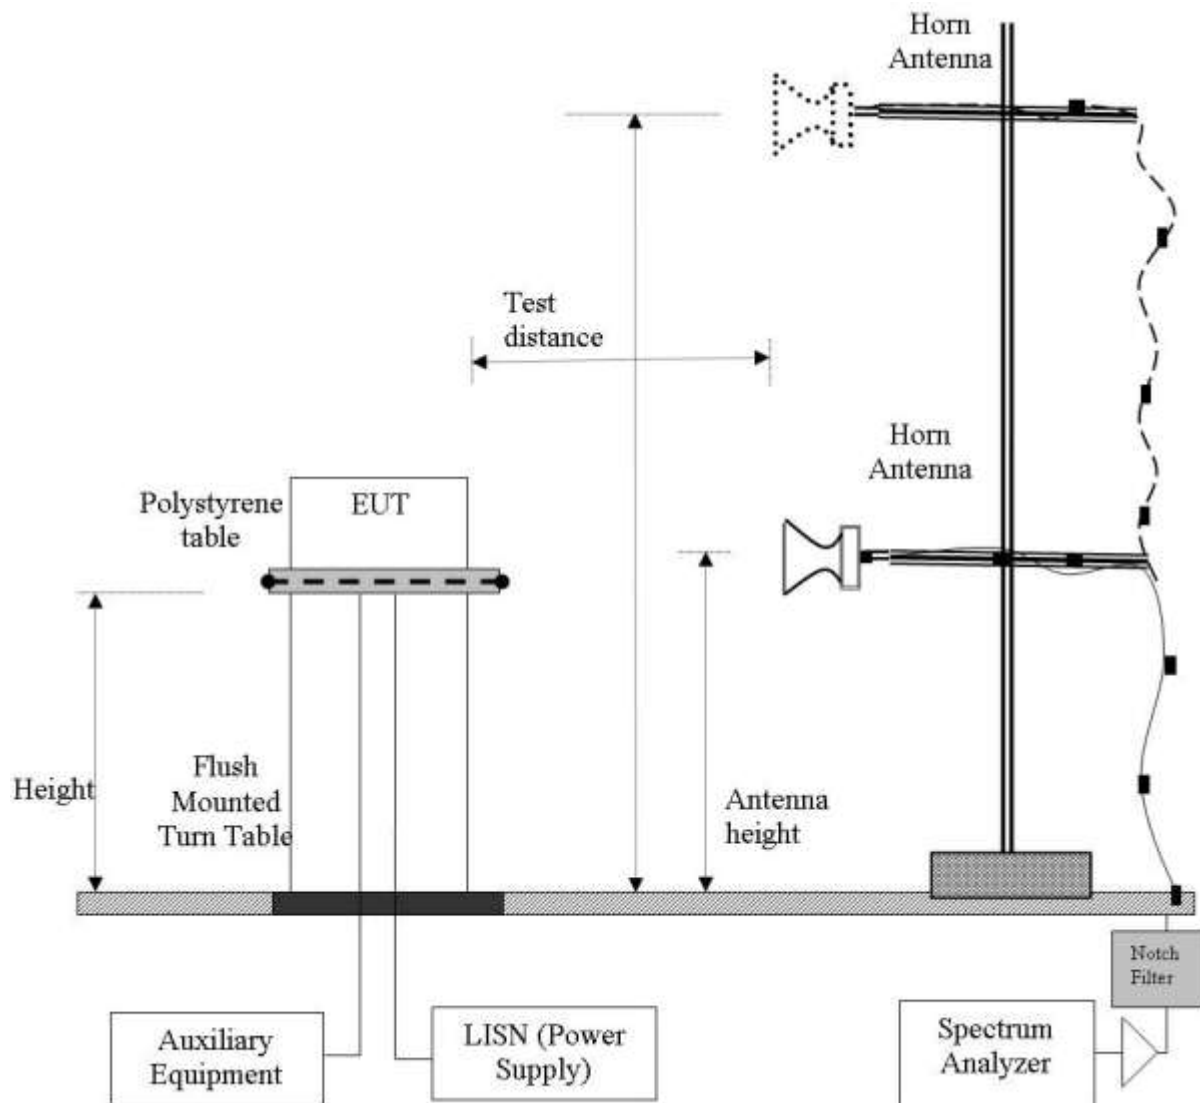 Horn
Antenna
Test
distance
Horn
Antenna
Polystyrene
table
EUT
Height
Flush
Mounted
Turn Table
Antenna
height
Notch
Filter
Auxiliary
Equipment
LISN (Power
Supply)
Spectrum
Analyzer